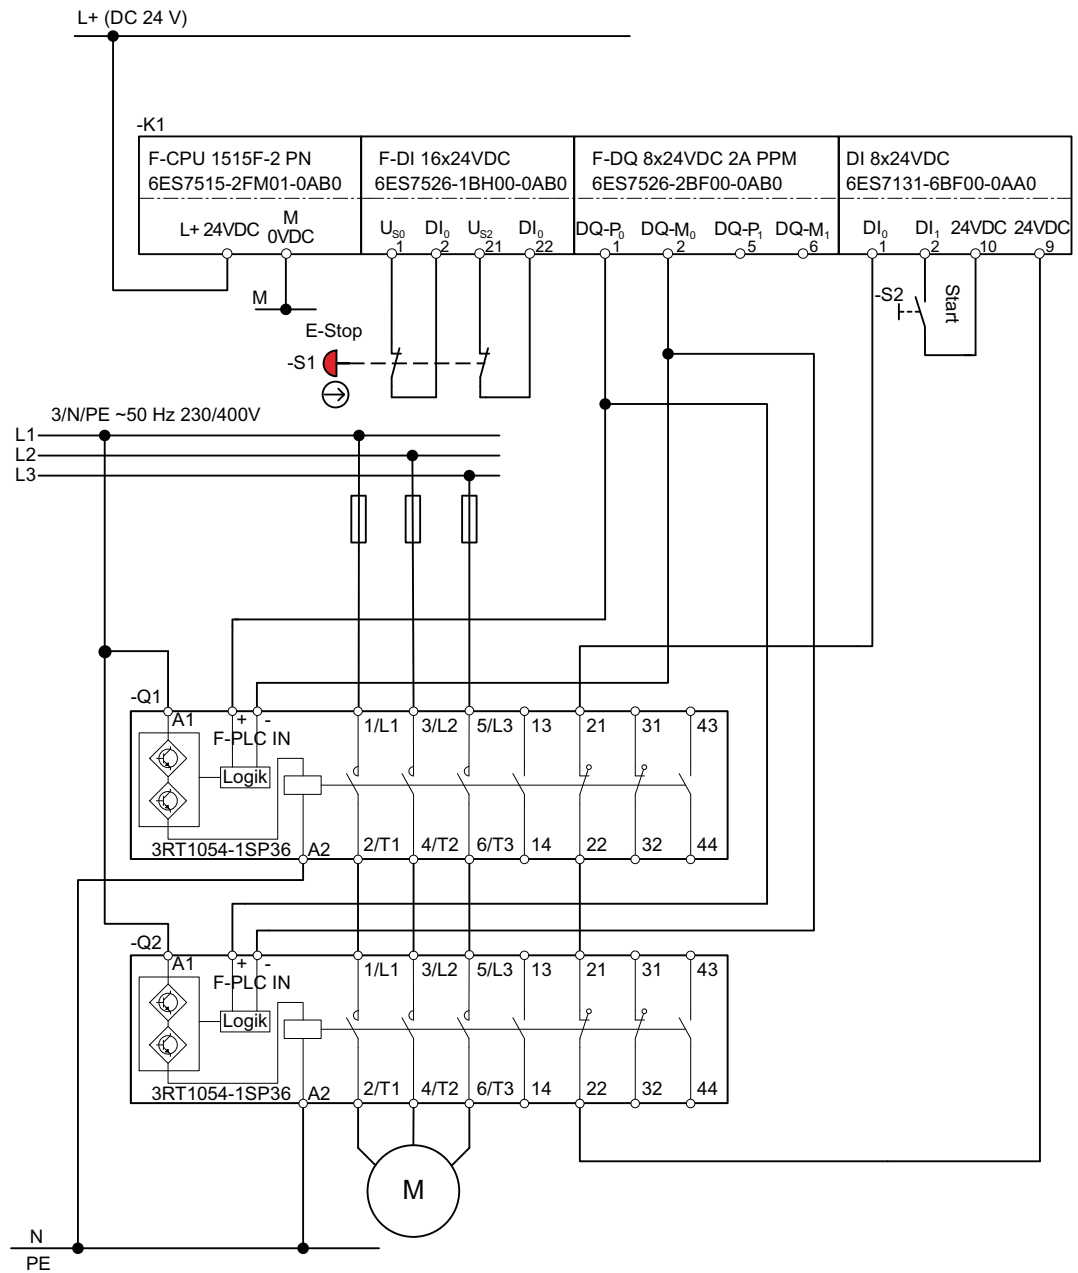 L+ (DC 24 V)
-K1
F-CPU 1515F-2 PN
6ES7515-2FM01-0AB0
F-DI 16x24VDC
6ES7526-1BH00-0AB0
F-DQ 8x24VDC 2A PPM
6ES7526-2BF00-0AB0
DI 8x24VDC
6ES7131-6BF00-0AA0
L+ 24VDC
M
0VDC
US0 DI0 US2 DI0
1 2 21 22
DQ-P0 DQ-M0 DQ-P1 DQ-M1
1 2 5 6
DI0 DI1 24VDC 24VDC
1 2 10 9
M
-S2
Start
E-Stop
-S1
3/N/PE ~50 Hz 230/400V
L1
L2
L3
-Q1
A1 + - 1/L1 3/L2 5/L3 13 21 31 43
F-PLC IN
Logik
3RT1054-1SP36 A2 2/T1 4/T2 6/T3 14 22 32 44
-Q2
A1 + - 1/L1 3/L2 5/L3 13 21 31 43
F-PLC IN
Logik
3RT1054-1SP36 A2 2/T1 4/T2 6/T3 14 22 32 44
M
N
PE